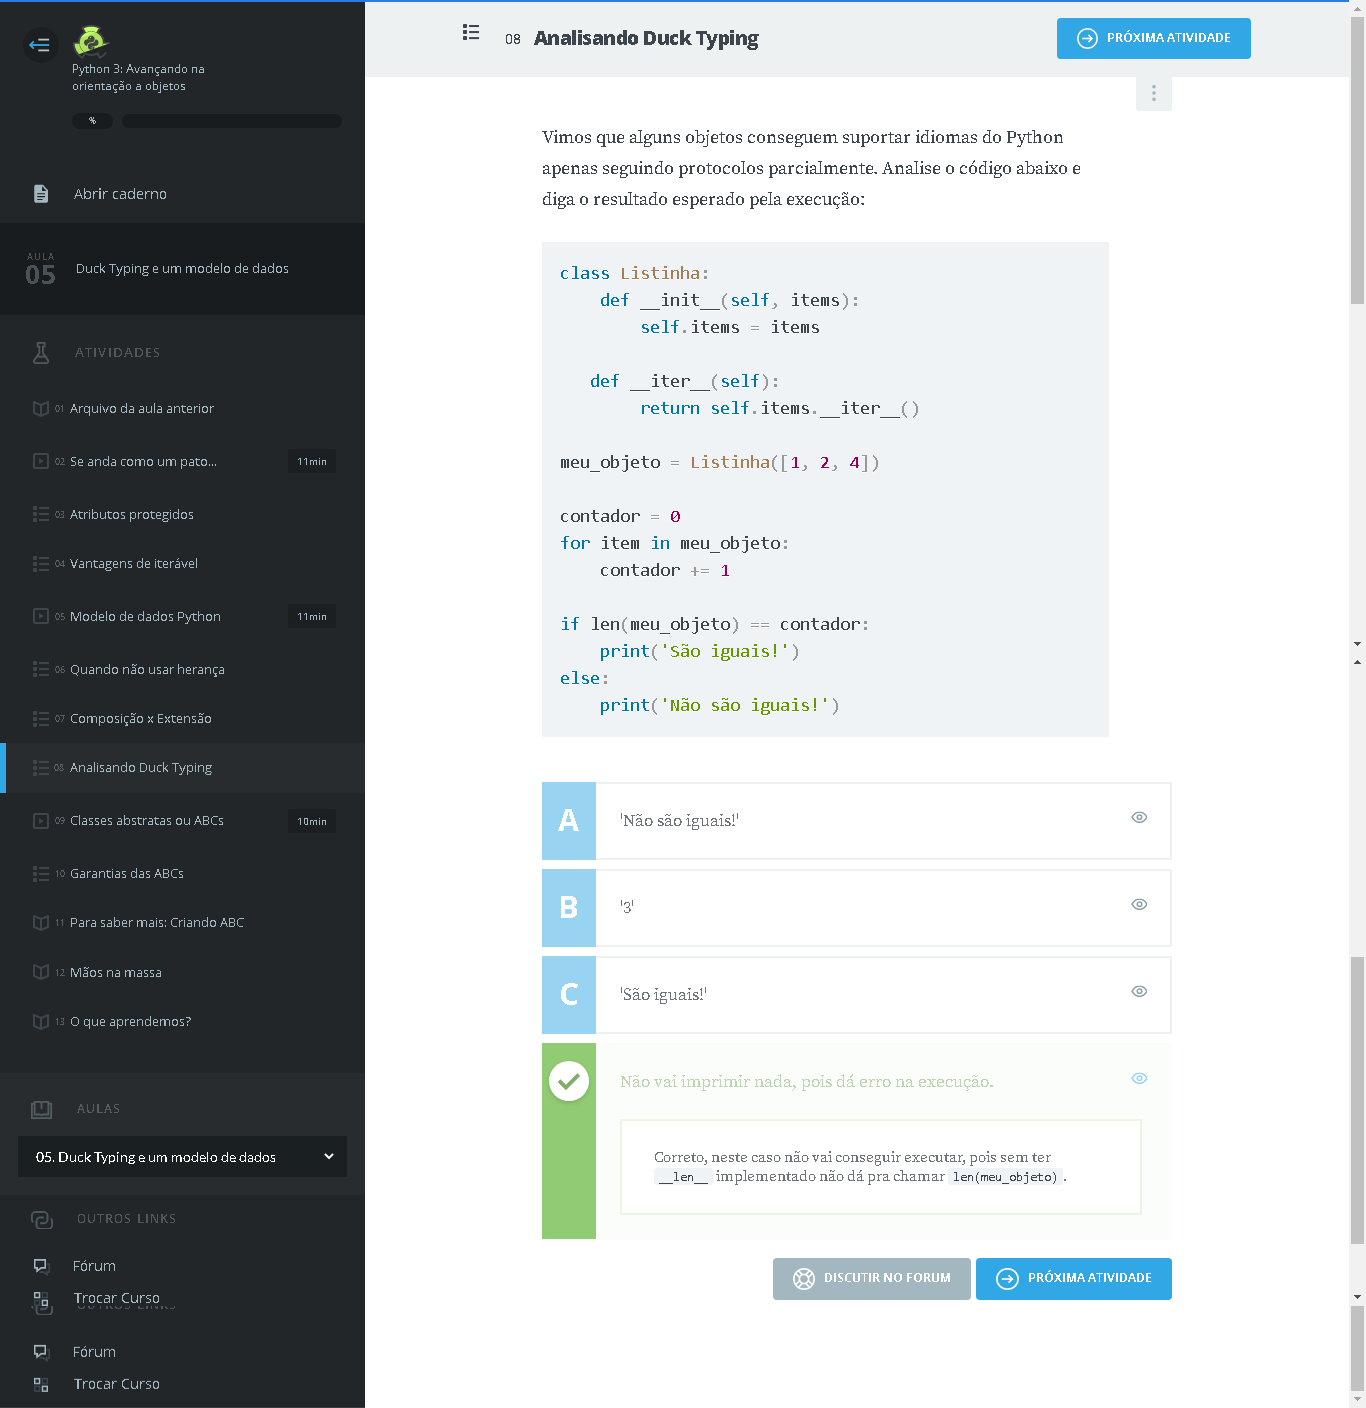 Python 3: Avançando na
orientação a objetos
%
Abrir caderno
AULA
05
Duck Typing e um modelo de dados
ATIVIDADES
01 Arquivo da aula anterior
02 Se anda como um pato... 11min
03 Atributos protegidos
04 Vantagens de iterável
05 Modelo de dados Python 11min
06 Quando não usar herança
07 Composição x Extensão
08 Analisando Duck Typing
09 Classes abstratas ou ABCs 10min
10 Garantias das ABCs
11 Para saber mais: Criando ABC
12 Mãos na massa
13 O que aprendemos?
AULAS
05. Duck Typing e um modelo de dados
OUTROS LINKS
Fórum
Trocar Curso
OUTROS LINKS
Fórum
Trocar Curso
08 Analisando Duck Typing
PRÓXIMA ATIVIDADE
Vimos que alguns objetos conseguem suportar idiomas do Python
apenas seguindo protocolos parcialmente. Analise o código abaixo e
diga o resultado esperado pela execução:
class Listinha:
    def __init__(self, items):
        self.items = items
   def __iter__(self):
        return self.items.__iter__()
meu_objeto = Listinha([1, 2, 4])
contador = 0
for item in meu_objeto:
    contador += 1
if len(meu_objeto) == contador:
    print('São iguais!')
else:
    print('Não são iguais!')
A 'Não são iguais!'
B '3'
C 'São iguais!'
Não vai imprimir nada, pois dá erro na execução.
Correto, neste caso não vai conseguir executar, pois sem ter
__len__ implementado não dá pra chamar len(meu_objeto).
DISCUTIR NO FORUM
PRÓXIMA ATIVIDADE